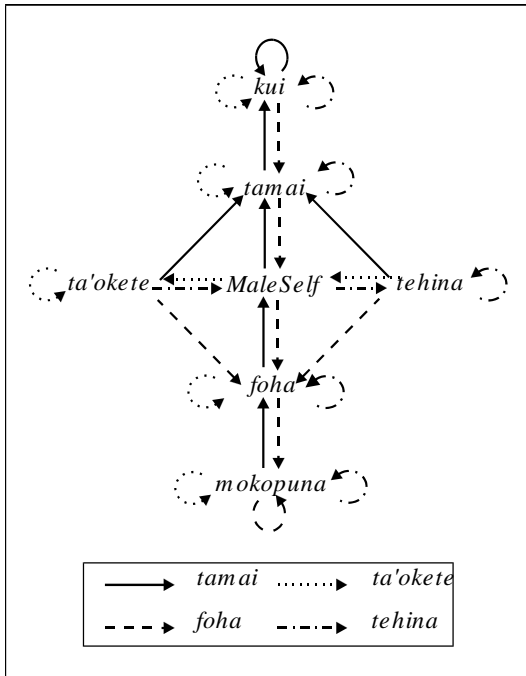 kui
tamai
ta'okete MaleSelf tehina
foha
mokopuna
tamai ta'okete
foha tehina